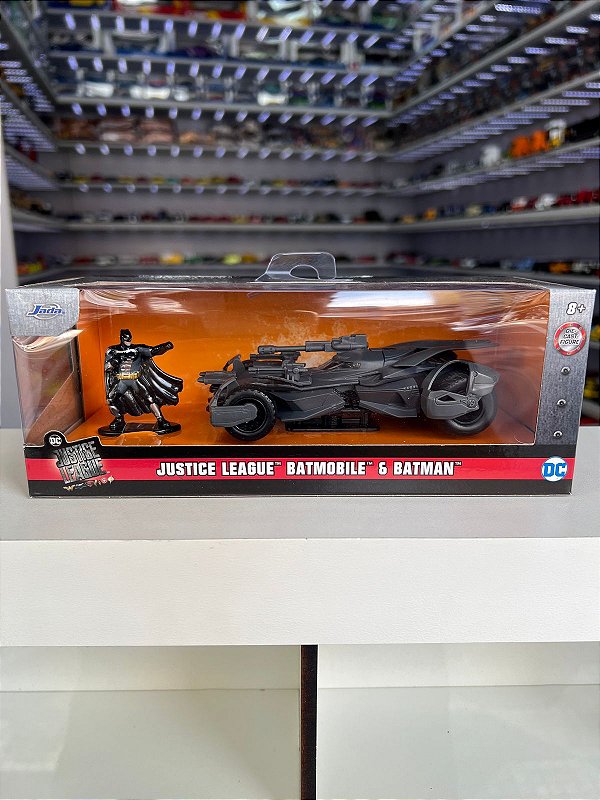 Jada
8+
DIE
CAST
FIGURE
DC
JUSTICE
LEAGUE
JUSTICE LEAGUE™ BATMOBILE™ & BATMAN™
DC